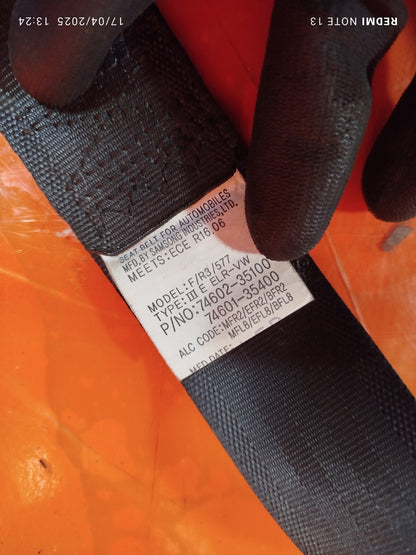 17/04/2025 13:24
REDMI NOTE 13
SEAT BELT FOR AUTOMOBILES
MFD. BY SAMSONG INDUSTRIES, LTD.
MEETS:ECE R16.06
MODEL:F/R3/577
TYPE:III E ELR-VW
P/NO:74602-35100
74601-35400
ALC CODE:MFR2/EFR2/BFR2
MFL8/EFL8/BFL8
MFD DATE: